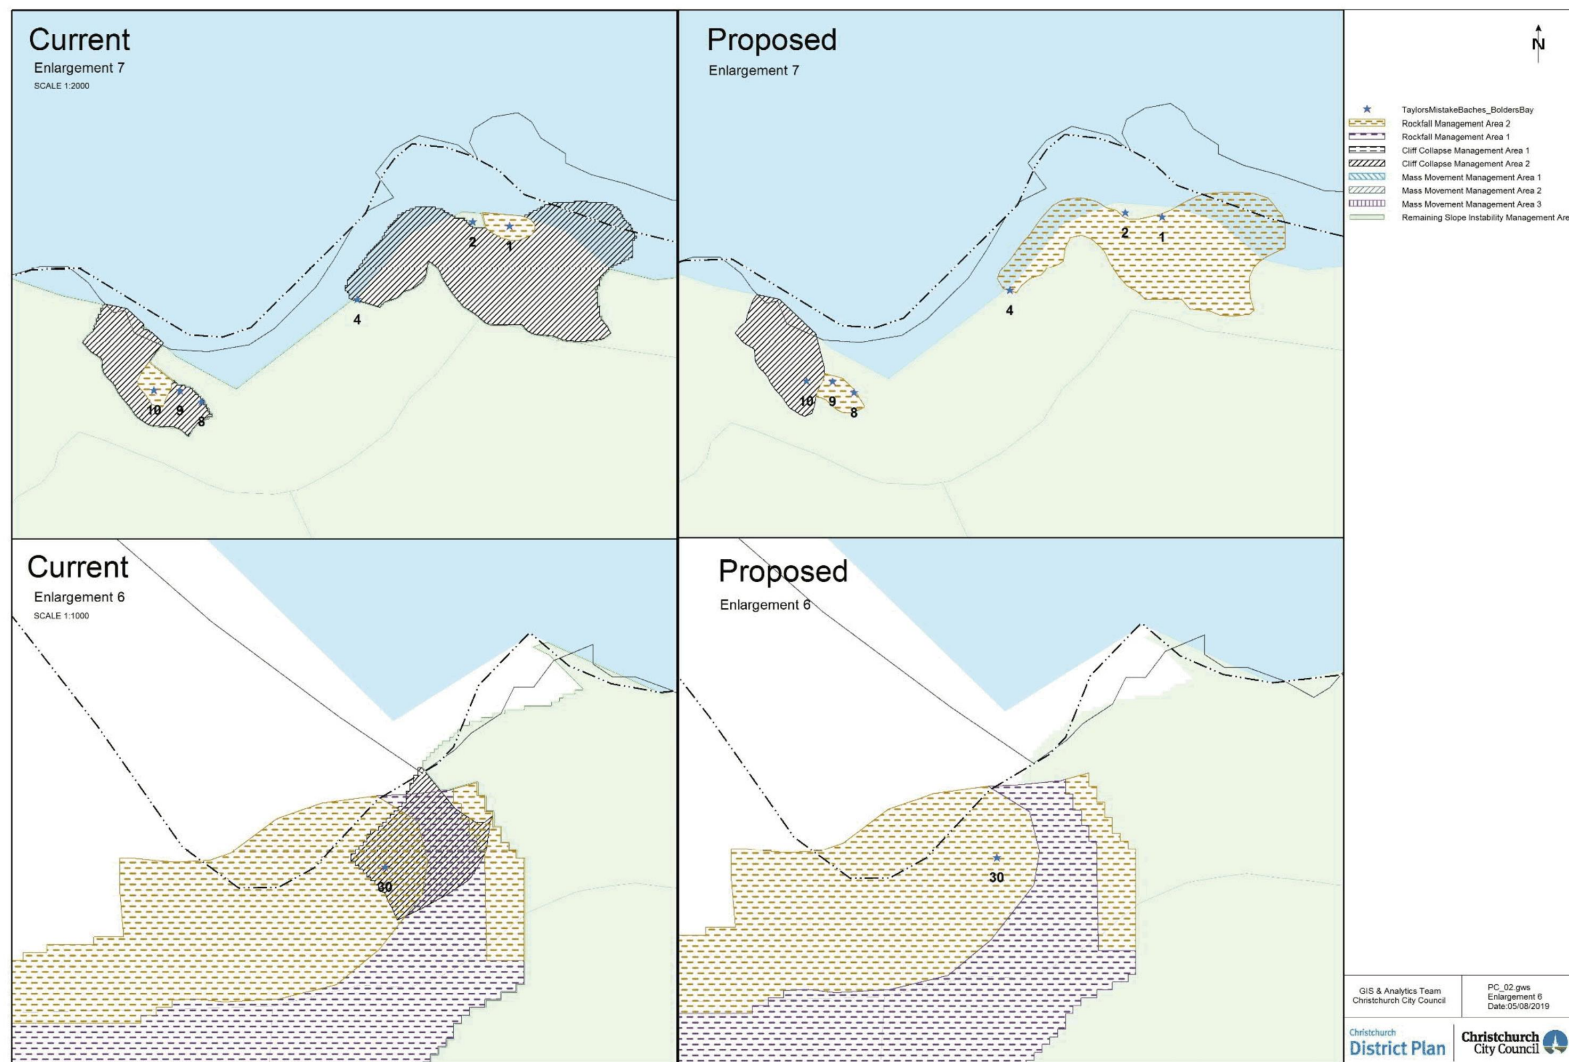 Current
Enlargement 7
SCALE 1:2000
2
1
4
10
9
8
Proposed
Enlargement 7
2
1
4
10
9
8
N
TaylorsMistakeBaches_BoldersBay
Rockfall Management Area 2
Rockfall Management Area 1
Cliff Collapse Management Area 1
Cliff Collapse Management Area 2
Mass Movement Management Area 1
Mass Movement Management Area 2
Mass Movement Management Area 3
Remaining Slope Instability Management Are
Current
Enlargement 6
SCALE 1:1000
30
Proposed
Enlargement 6
30
GIS & Analytics Team
Christchurch City Council
PC_02.gws
Enlargement 6
Date:05/08/2019
Christchurch
District Plan
Christchurch
City Council